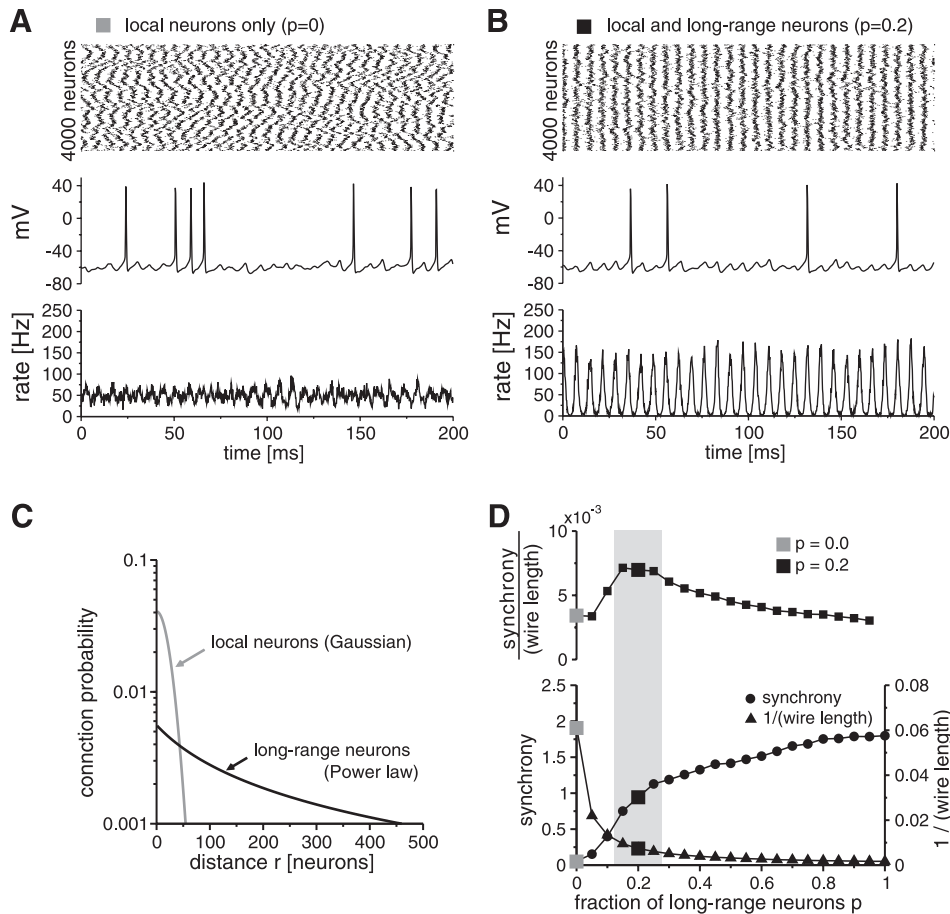 A
local neurons only (p=0)
4000 neurons
mV
40
0
-40
-80
rate [Hz]
250
200
150
100
50
0
0 50 100 150 200
time [ms]
B
local and long-range neurons (p=0.2)
4000 neurons
mV
40
0
-40
-80
rate [Hz]
250
200
150
100
50
0
0 50 100 150 200
time [ms]
C
connction probability
0.1
0.01
0.001
local neurons (Gaussian)
long-range neurons
(Power law)
0 100 200 300 400 500
distance r [neurons]
D
x10-3
synchrony
(wire length)
10
5
0
p = 0.0
p = 0.2
synchrony
2.5
2
1.5
1
0.5
0
synchrony
1/(wire length)
0.08
0.06
0.04
0.02
0
1 / (wire length)
0 0.2 0.4 0.6 0.8 1
fraction of long-range neurons p